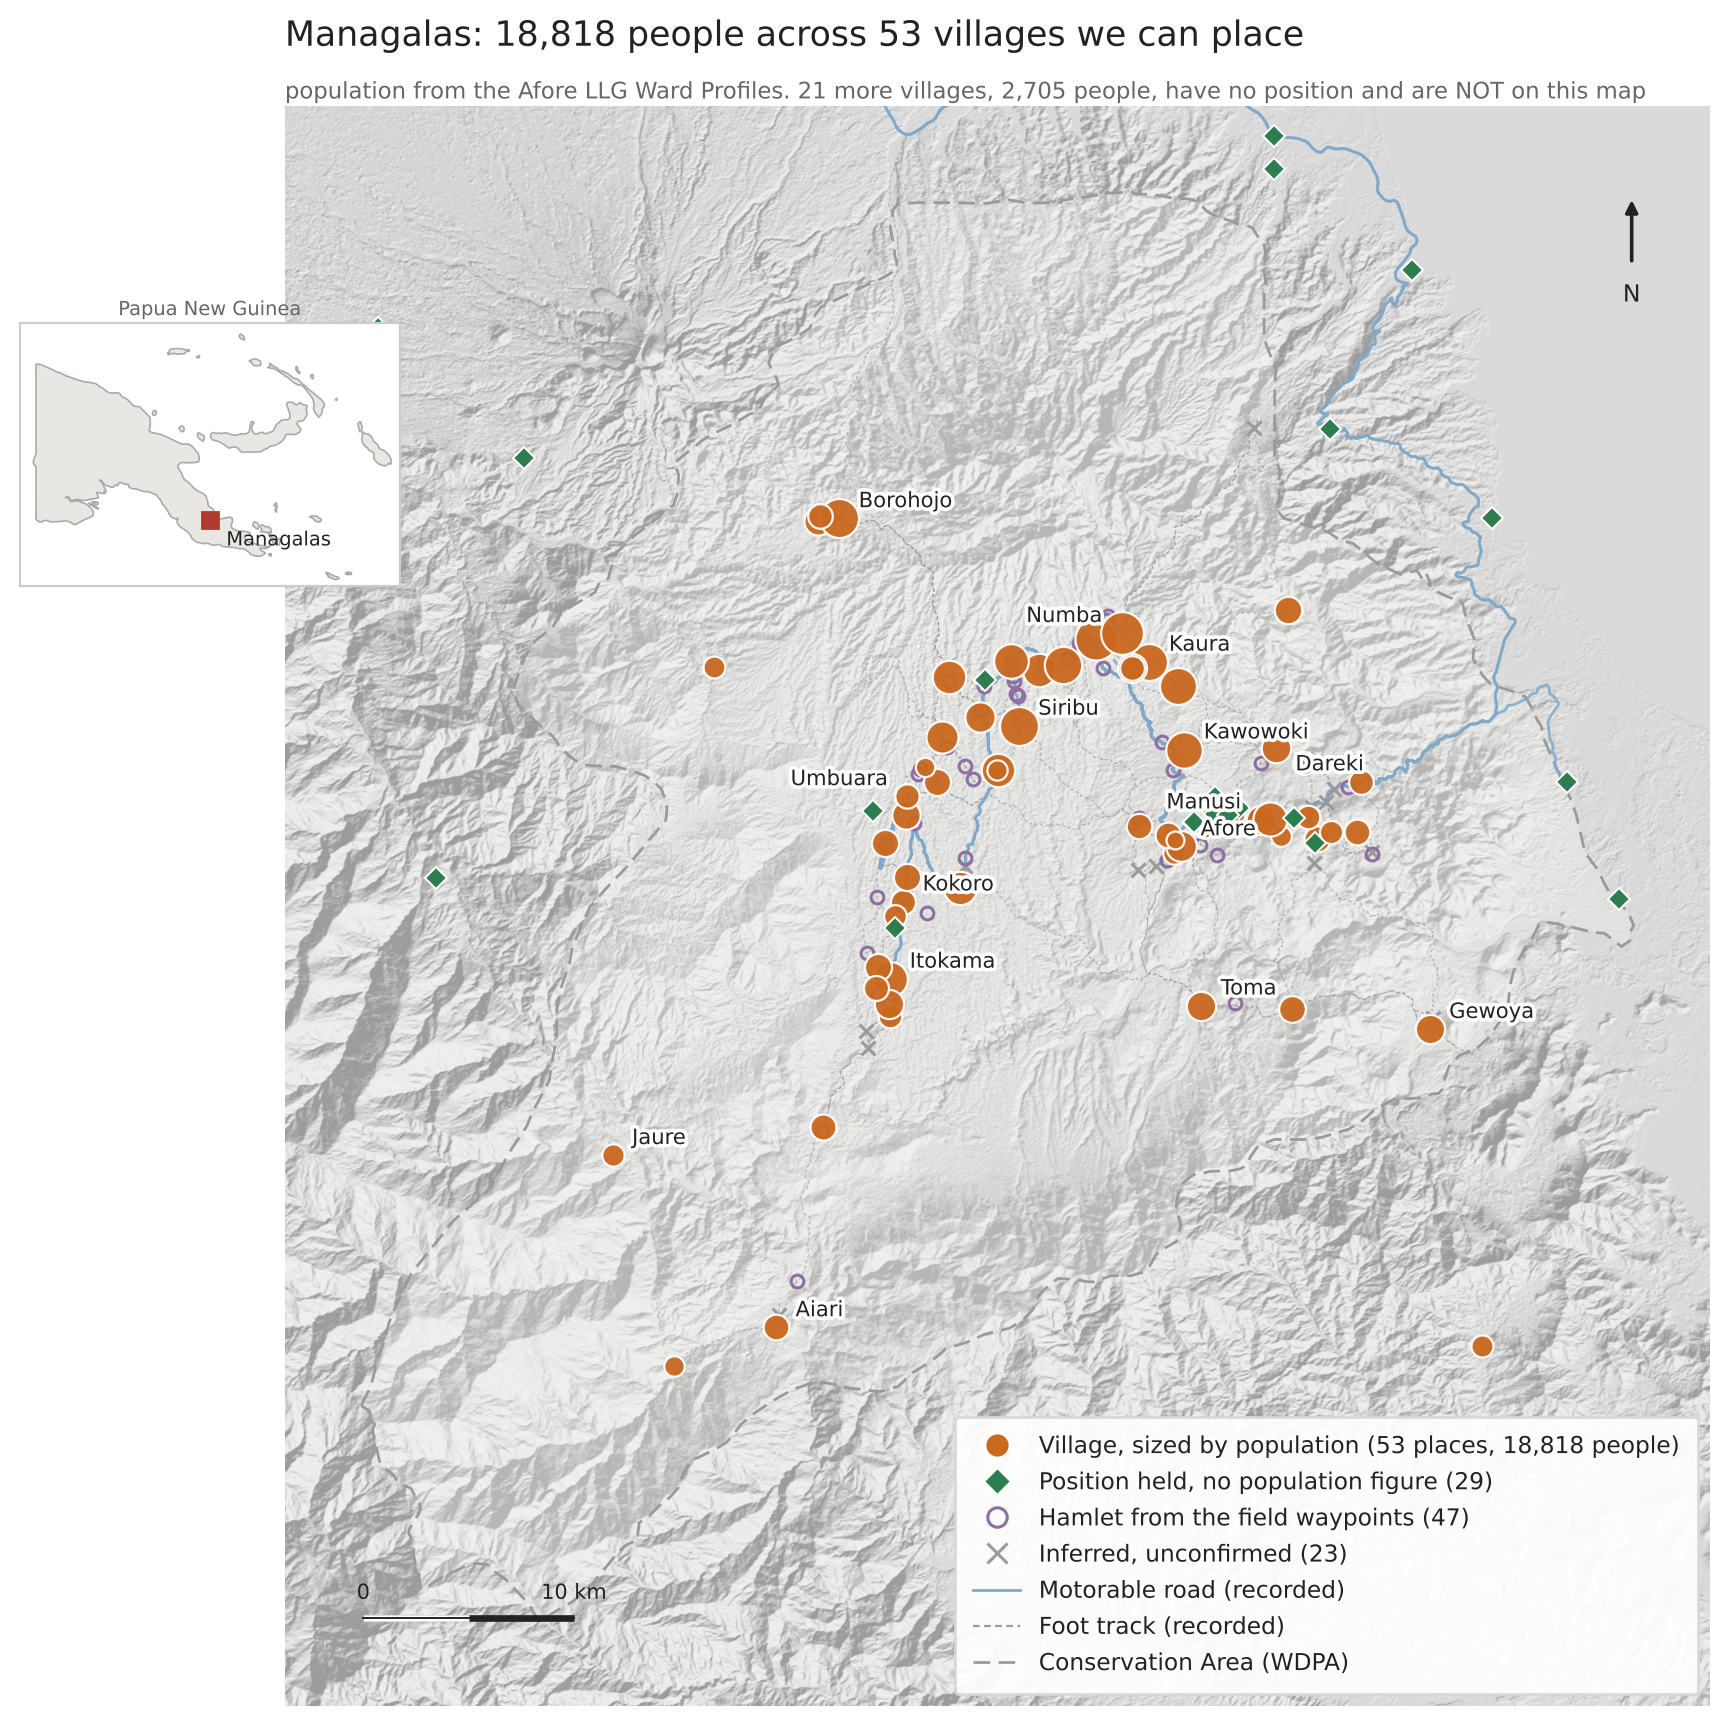 Managalas: 18,818 people across 53 villages we can place
population from the Afore LLG Ward Profiles. 21 more villages, 2,705 people, have no position and are NOT on this map
N
Papua New Guinea
Managalas
Borohojo
Numba
Kaura
Siribu
Kawowoki
Dareki
Umbuara
Manusi
Afore
Kokoro
Itokama
Toma
Gewoya
Jaure
Aiari
Village, sized by population (53 places, 18,818 people)
Position held, no population figure (29)
Hamlet from the field waypoints (47)
Inferred, unconfirmed (23)
Motorable road (recorded)
Foot track (recorded)
Conservation Area (WDPA)
0 10 km